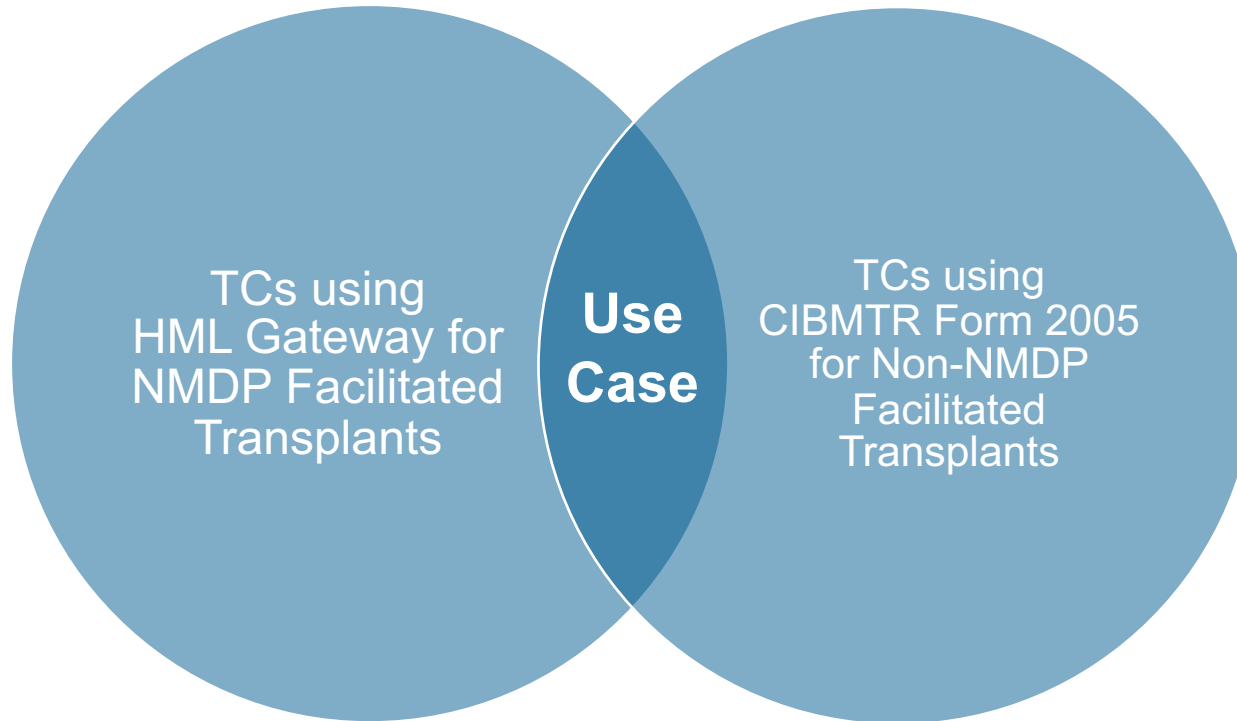 TCs using
HML Gateway for
NMDP Facilitated
Transplants
Use
Case
TCs using
CIBMTR Form 2005
for Non-NMDP
Facilitated
Transplants